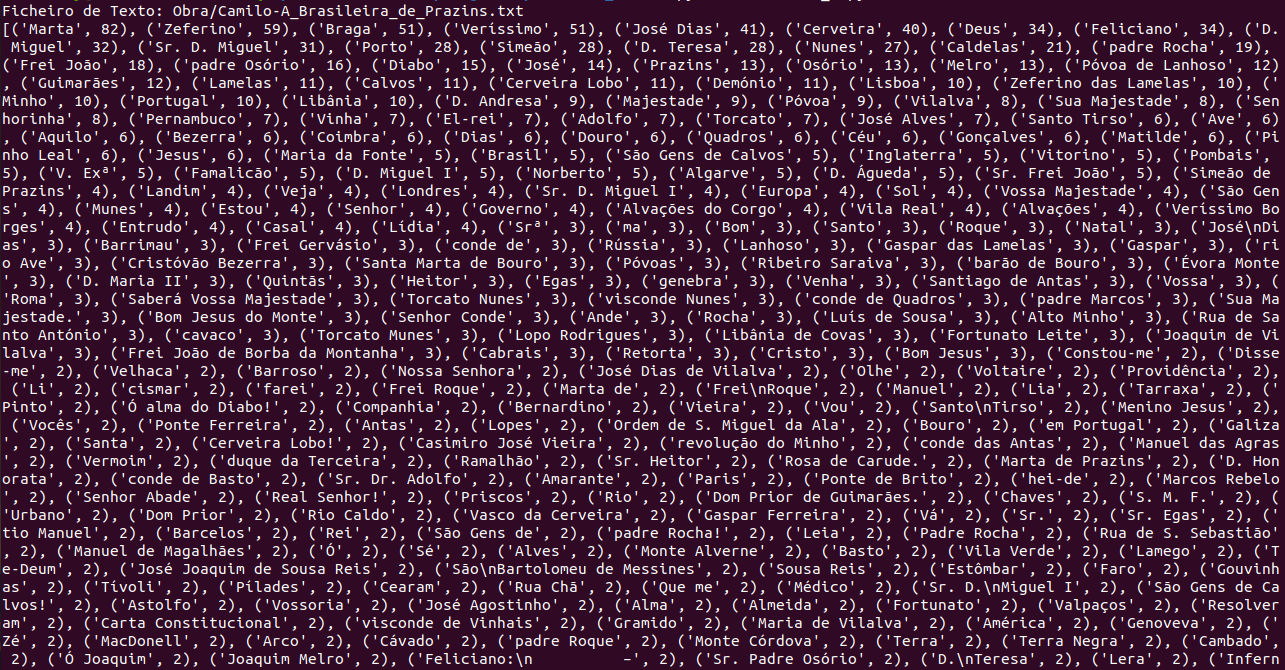 Ficheiro de Texto: Obra/Camilo-A_Brasileira_de_Prazins.txt
[('Marta', 82), ('Zeferino', 59), ('Braga', 51), ('Veríssimo', 51), ('José Dias', 41), ('Cerveira', 40), ('Deus', 34), ('Feliciano', 34), ('D.
 Miguel', 32), ('Sr. D. Miguel', 31), ('Porto', 28), ('Simeão', 28), ('D. Teresa', 28), ('Nunes', 27), ('Caldelas', 21), ('padre Rocha', 19),
('Frei João', 18), ('padre Osório', 16), ('Diabo', 15), ('José', 14), ('Prazins', 13), ('Osório', 13), ('Melro', 13), ('Póvoa de Lanhoso', 12)
, ('Guimarães', 12), ('Lamelas', 11), ('Calvos', 11), ('Cerveira Lobo', 11), ('Demónio', 11), ('Lisboa', 10), ('Zeferino das Lamelas', 10), ('
Minho', 10), ('Portugal', 10), ('Libânia', 10), ('D. Andresa', 9), ('Majestade', 9), ('Póvoa', 9), ('Vilalva', 8), ('Sua Majestade', 8), ('Sen
horinha', 8), ('Pernambuco', 7), ('Vinha', 7), ('El-rei', 7), ('Adolfo', 7), ('Torcato', 7), ('José Alves', 7), ('Santo Tirso', 6), ('Ave', 6)
, ('Aquilo', 6), ('Bezerra', 6), ('Coimbra', 6), ('Dias', 6), ('Douro', 6), ('Quadros', 6), ('Céu', 6), ('Gonçalves', 6), ('Matilde', 6), ('Pi
nho Leal', 6), ('Jesus', 6), ('Maria da Fonte', 5), ('Brasil', 5), ('São Gens de Calvos', 5), ('Inglaterra', 5), ('Vitorino', 5), ('Pombais',
5), ('V. Exª', 5), ('Famalicão', 5), ('D. Miguel I', 5), ('Norberto', 5), ('Algarve', 5), ('D. Águeda', 5), ('Sr. Frei João', 5), ('Simeão de
Prazins', 4), ('Landim', 4), ('Veja', 4), ('Londres', 4), ('Sr. D. Miguel I', 4), ('Europa', 4), ('Sol', 4), ('Vossa Majestade', 4), ('São Gen
s', 4), ('Munes', 4), ('Estou', 4), ('Senhor', 4), ('Governo', 4), ('Alvações do Corgo', 4), ('Vila Real', 4), ('Alvações', 4), ('Veríssimo Bo
rges', 4), ('Entrudo', 4), ('Casal', 4), ('Lídia', 4), ('Srª', 3), ('ma', 3), ('Bom', 3), ('Santo', 3), ('Roque', 3), ('Natal', 3), ('José\nDi
as', 3), ('Barrimau', 3), ('Frei Gervásio', 3), ('conde de', 3), ('Rússia', 3), ('Lanhoso', 3), ('Gaspar das Lamelas', 3), ('Gaspar', 3), ('ri
o Ave', 3), ('Cristóvão Bezerra', 3), ('Santa Marta de Bouro', 3), ('Póvoas', 3), ('Ribeiro Saraiva', 3), ('barão de Bouro', 3), ('Évora Monte
', 3), ('D. Maria II', 3), ('Quintãs', 3), ('Heitor', 3), ('Egas', 3), ('genebra', 3), ('Venha', 3), ('Santiago de Antas', 3), ('Vossa', 3), (
'Roma', 3), ('Saberá Vossa Majestade', 3), ('Torcato Nunes', 3), ('visconde Nunes', 3), ('conde de Quadros', 3), ('padre Marcos', 3), ('Sua Ma
jestade.', 3), ('Bom Jesus do Monte', 3), ('Senhor Conde', 3), ('Ande', 3), ('Rocha', 3), ('Luís de Sousa', 3), ('Alto Minho', 3), ('Rua de Sa
nto António', 3), ('cavaco', 3), ('Torcato Munes', 3), ('Lopo Rodrigues', 3), ('Libânia de Covas', 3), ('Fortunato Leite', 3), ('Joaquim de Vi
lalva', 3), ('Frei João de Borba da Montanha', 3), ('Cabrais', 3), ('Retorta', 3), ('Cristo', 3), ('Bom Jesus', 3), ('Constou-me', 2), ('Disse
-me', 2), ('Velhaca', 2), ('Barroso', 2), ('Nossa Senhora', 2), ('José Dias de Vilalva', 2), ('Olhe', 2), ('Voltaire', 2), ('Providência', 2),
 ('Li', 2), ('cismar', 2), ('farei', 2), ('Frei Roque', 2), ('Marta de', 2), ('Frei\nRoque', 2), ('Manuel', 2), ('Lia', 2), ('Tarraxa', 2), ('
Pinto', 2), ('Ó alma do Diabo!', 2), ('Companhia', 2), ('Bernardino', 2), ('Vieira', 2), ('Vou', 2), ('Santo\nTirso', 2), ('Menino Jesus', 2),
 ('Vocês', 2), ('Ponte Ferreira', 2), ('Antas', 2), ('Lopes', 2), ('Ordem de S. Miguel da Ala', 2), ('Bouro', 2), ('em Portugal', 2), ('Galiza
', 2), ('Santa', 2), ('Cerveira Lobo!', 2), ('Casimiro José Vieira', 2), ('revolução do Minho', 2), ('conde das Antas', 2), ('Manuel das Agras
', 2), ('Vermoim', 2), ('duque da Terceira', 2), ('Ramalhão', 2), ('Sr. Heitor', 2), ('Rosa de Carude.', 2), ('Marta de Prazins', 2), ('D. Hon
orata', 2), ('conde de Basto', 2), ('Sr. Dr. Adolfo', 2), ('Amarante', 2), ('Paris', 2), ('Ponte de Brito', 2), ('hei-de', 2), ('Marcos Rebelo
', 2), ('Senhor Abade', 2), ('Real Senhor!', 2), ('Priscos', 2), ('Rio', 2), ('Dom Prior de Guimarães.', 2), ('Chaves', 2), ('S. M. F.', 2), (
'Urbano', 2), ('Dom Prior', 2), ('Rio Caldo', 2), ('Vasco da Cerveira', 2), ('Gaspar Ferreira', 2), ('Vá', 2), ('Sr.', 2), ('Sr. Egas', 2), ('
tio Manuel', 2), ('Barcelos', 2), ('Rei', 2), ('São Gens de', 2), ('padre Rocha!', 2), ('Leia', 2), ('Padre Rocha', 2), ('Rua de S. Sebastião'
, 2), ('Manuel de Magalhães', 2), ('Ó', 2), ('Sé', 2), ('Alves', 2), ('Monte Alverne', 2), ('Basto', 2), ('Vila Verde', 2), ('Lamego', 2), ('T
e-Deum', 2), ('José Joaquim de Sousa Reis', 2), ('São\nBartolomeu de Messines', 2), ('Sousa Reis', 2), ('Estômbar', 2), ('Faro', 2), ('Gouvinh
as', 2), ('Tívoli', 2), ('Pílades', 2), ('Cearam', 2), ('Rua Chã', 2), ('Que me', 2), ('Médico', 2), ('Sr. D.\nMiguel I', 2), ('São Gens de Ca
lvos!', 2), ('Astolfo', 2), ('Vossoria', 2), ('José Agostinho', 2), ('Alma', 2), ('Almeida', 2), ('Fortunato', 2), ('Valpaços', 2), ('Resolver
am', 2), ('Carta Constitucional', 2), ('visconde de Vinhais', 2), ('Gramido', 2), ('Maria de Vilalva', 2), ('América', 2), ('Genoveva', 2), ('
Zé', 2), ('MacDonell', 2), ('Arco', 2), ('Cávado', 2), ('padre Roque', 2), ('Monte Córdova', 2), ('Terra', 2), ('Terra Negra', 2), ('Cambado'
, 2), ('Ó Joaquim', 2), ('Joaquim Melro', 2), ('Feliciano:\n        -', 2), ('Sr. Padre Osório', 2), ('D.\nTeresa', 2), ('Lera', 2), ('Infern